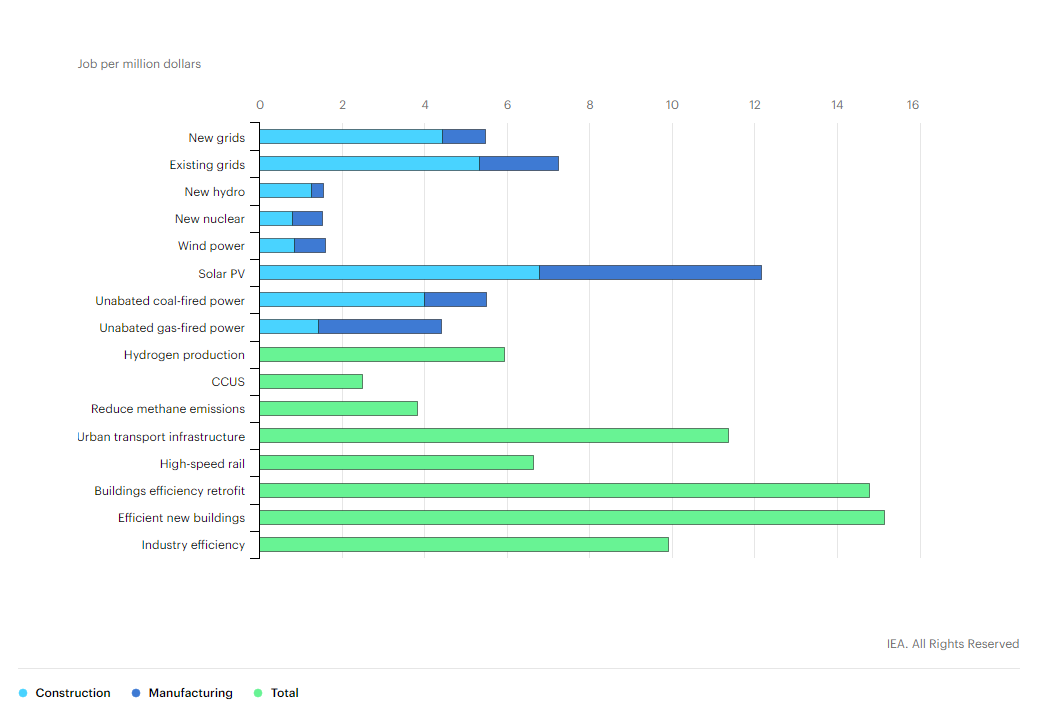 Job per million dollars
0 2 4 6 8 10 12 14 16
New grids
Existing grids
New hydro
New nuclear
Wind power
Solar PV
Unabated coal-fired power
Unabated gas-fired power
Hydrogen production
CCUS
Reduce methane emissions
Urban transport infrastructure
High-speed rail
Buildings efficiency retrofit
Efficient new buildings
Industry efficiency
IEA. All Rights Reserved
Construction Manufacturing Total